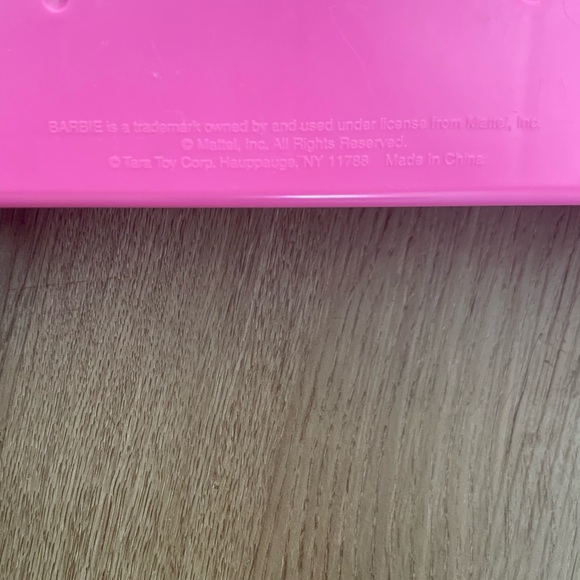 BARBIE is a trademark owned by and used under license from Mattel, Inc.
© Mattel, Inc. All Rights Reserved.
© Tara Toy Corp. Hauppauge, NY 11788 Made in China